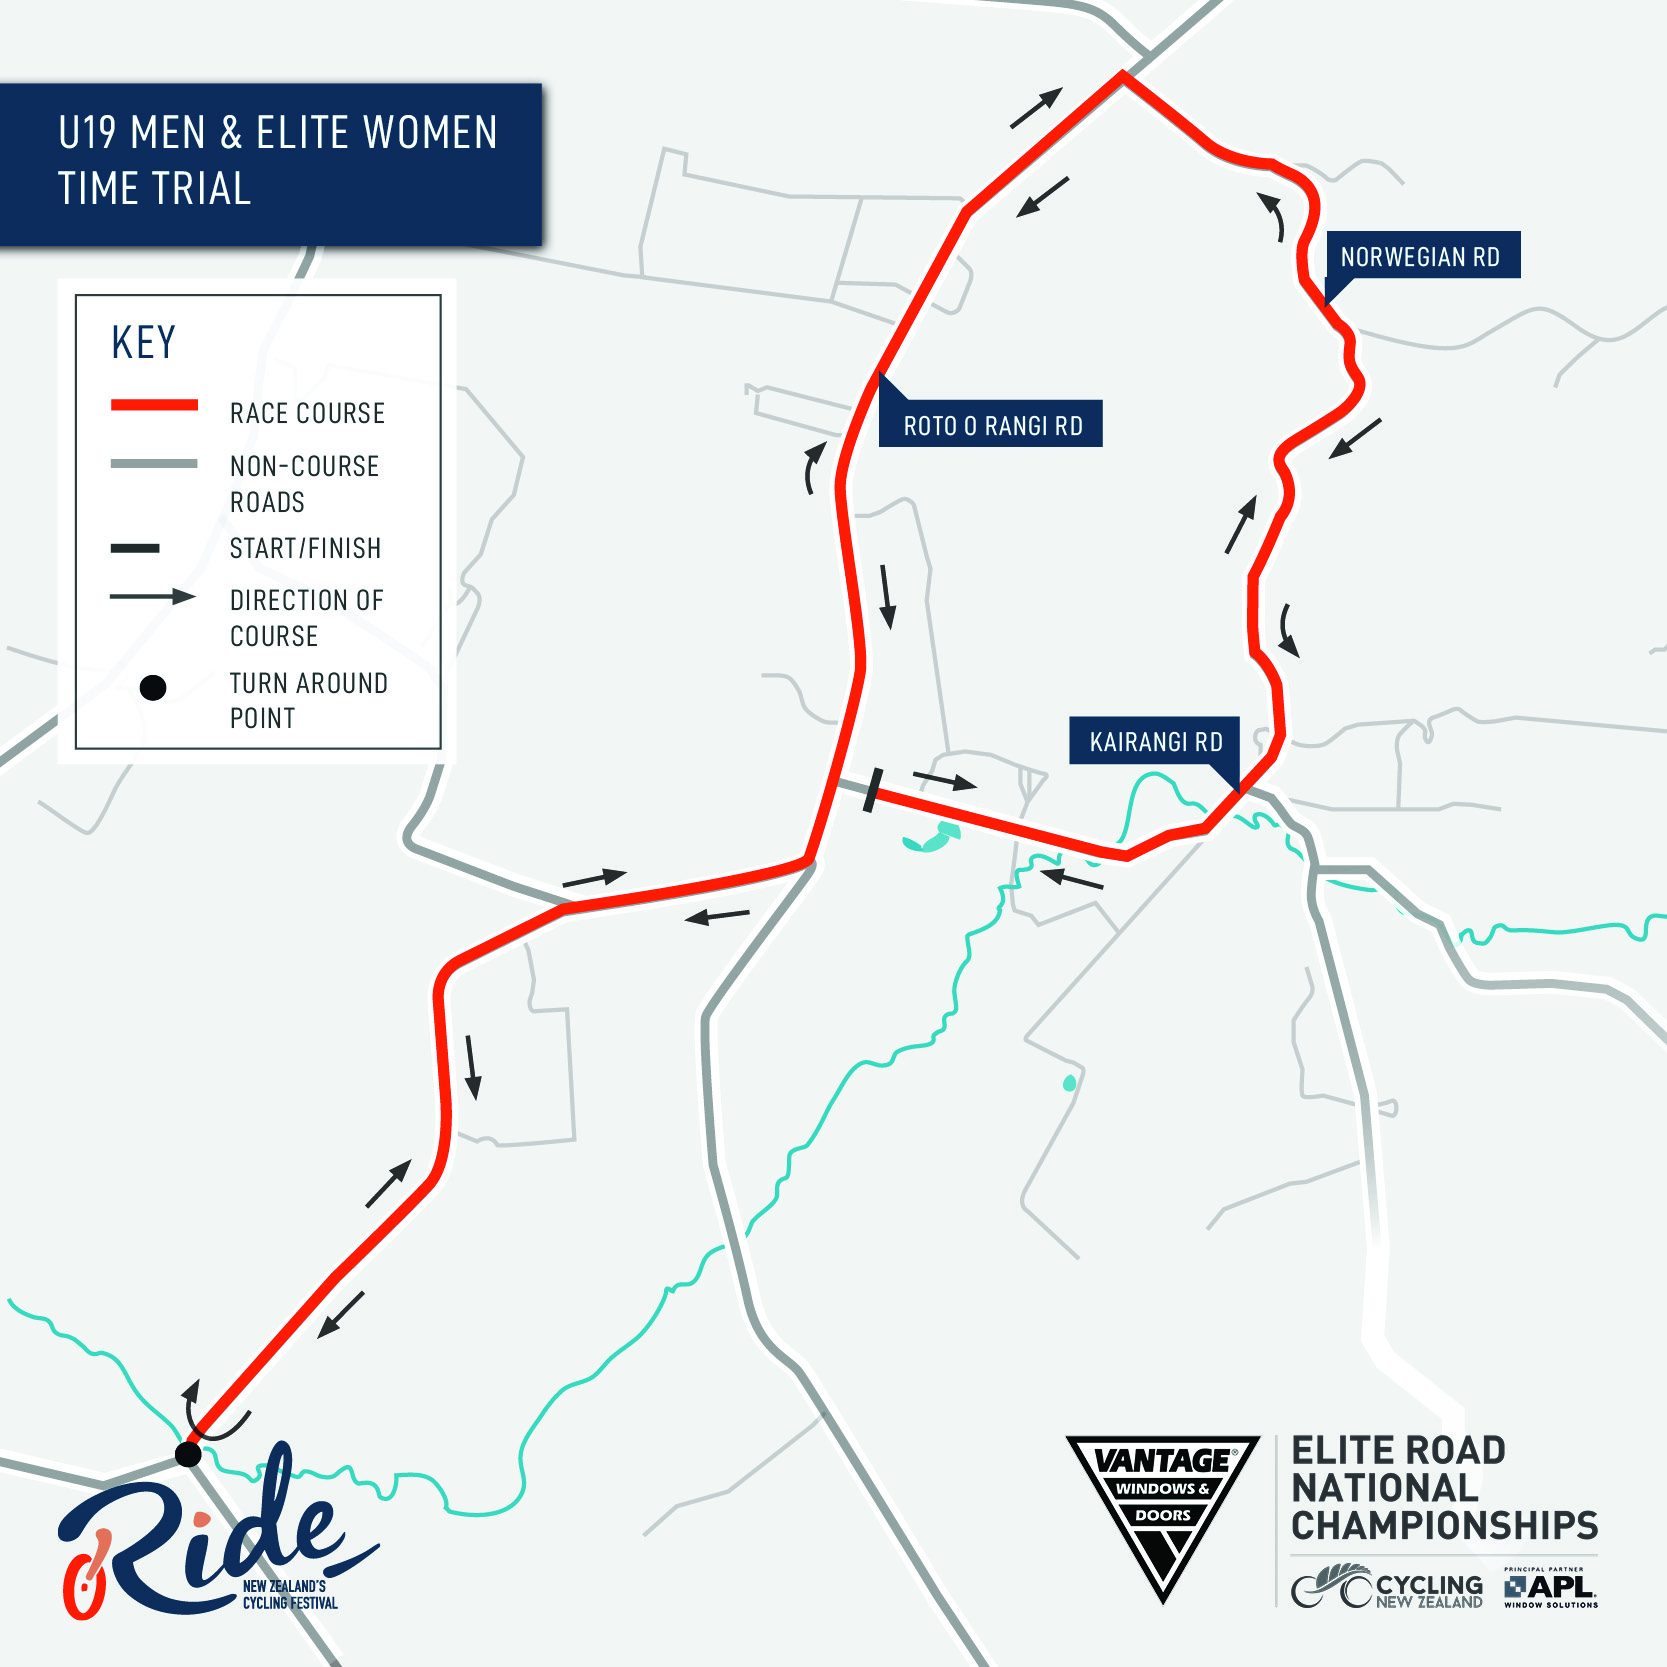 U19 MEN & ELITE WOMEN
TIME TRIAL
KEY
RACE COURSE
NON-COURSE
ROADS
START/FINISH
DIRECTION OF
COURSE
TURN AROUND
POINT
NORWEGIAN RD
ROTO O RANGI RD
KAIRANGI RD
Ride
NEW ZEALAND'S
CYCLING FESTIVAL
VANTAGE®
WINDOWS &
DOORS
ELITE ROAD
NATIONAL
CHAMPIONSHIPS
CYCLING
NEW ZEALAND
PRINCIPAL PARTNER
APL
WINDOW SOLUTIONS